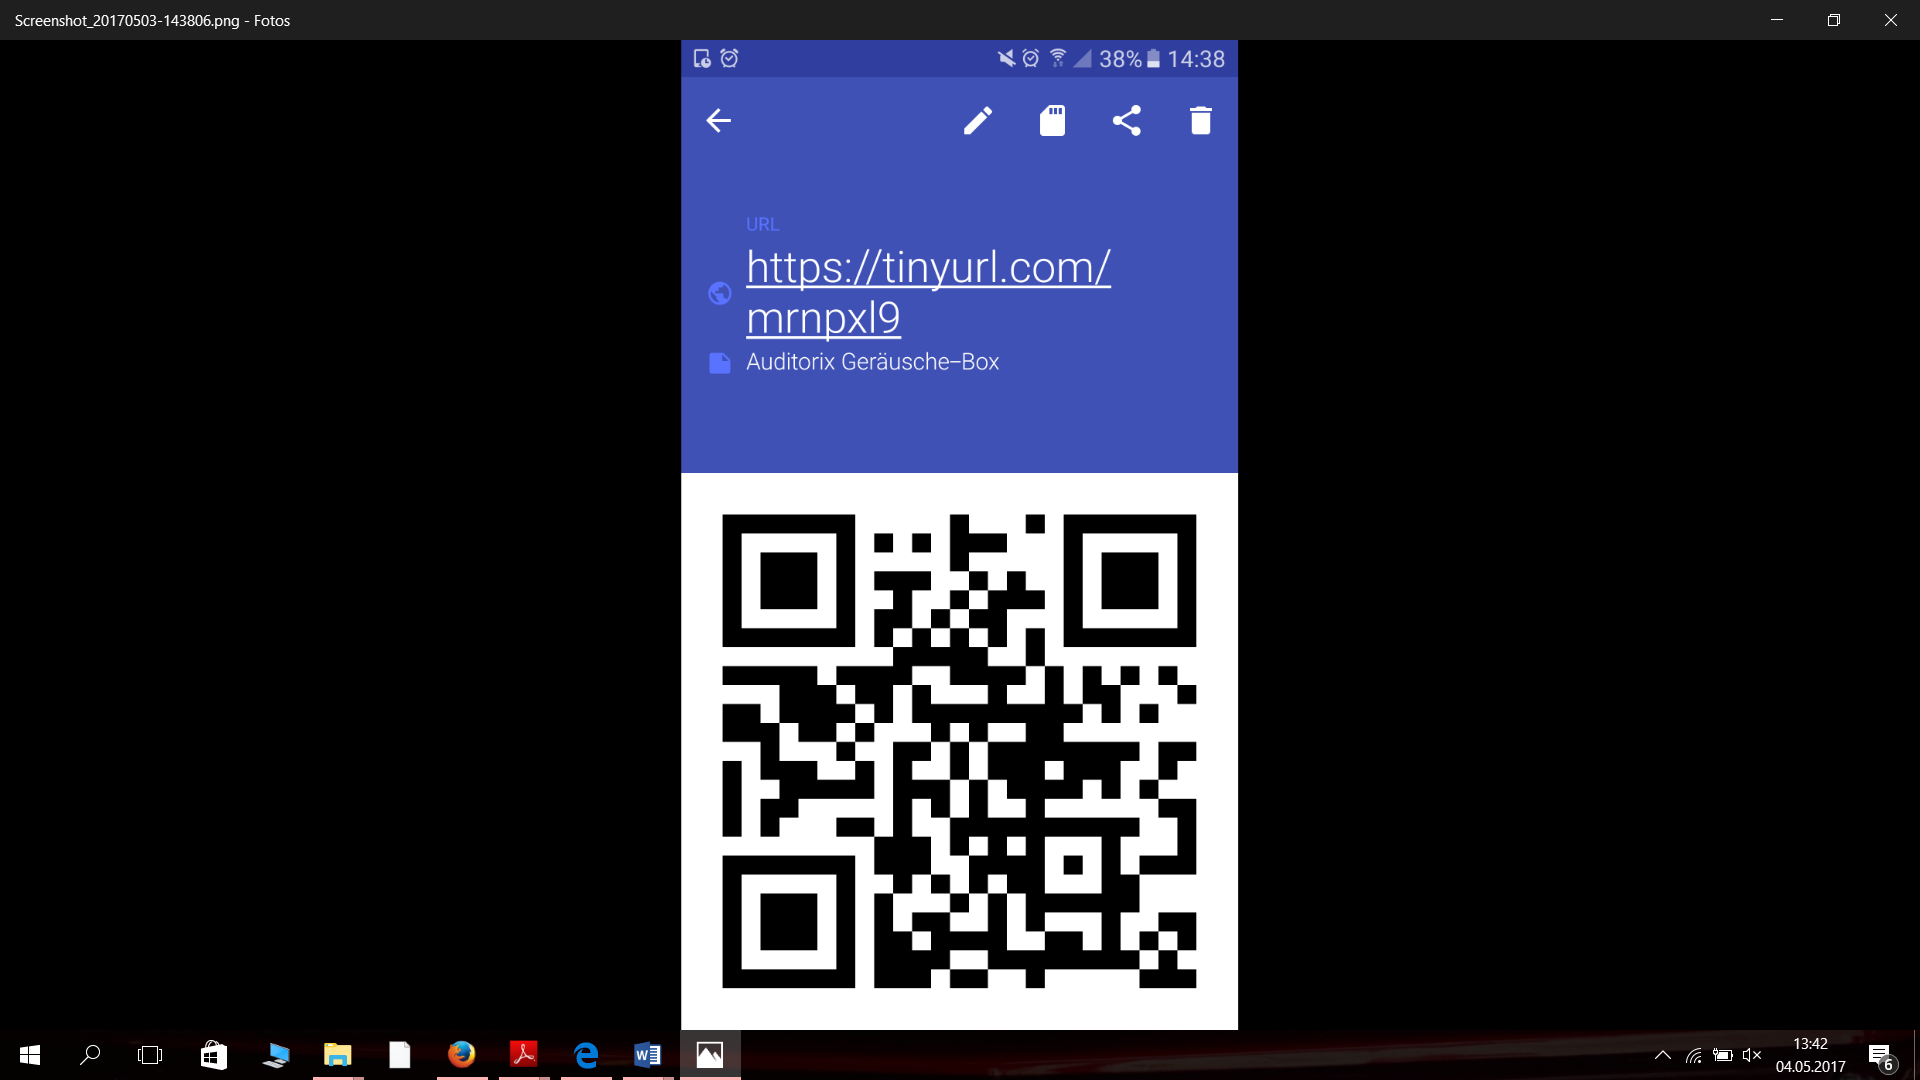 Screenshot_20170503-143806.png - Fotos
38% 14:38
URL
https://tinyurl.com/
mrnpxl9
Auditorix Geräusche–Box
13:42
04.05.2017
6